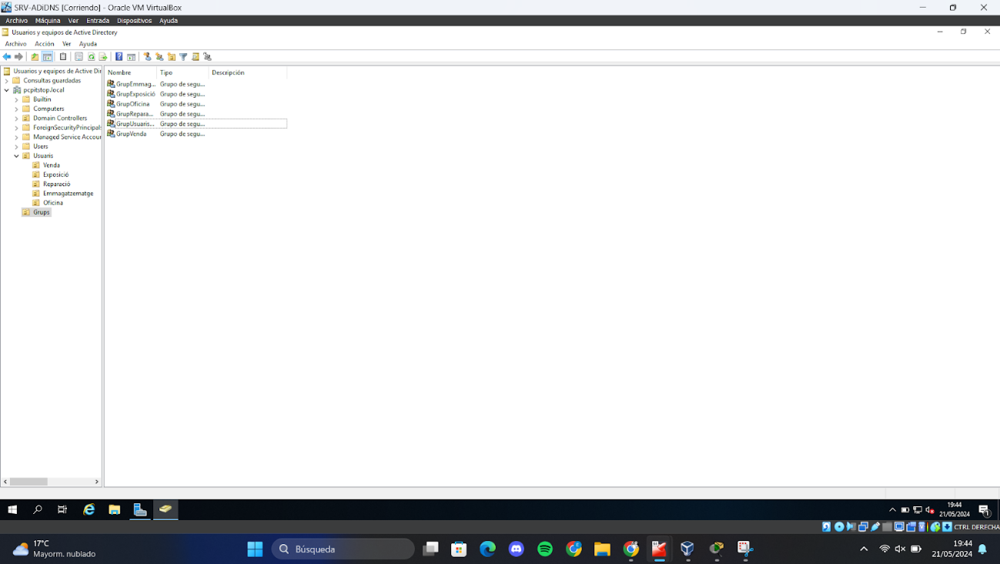 SRV-ADiDNS [Corriendo] - Oracle VM VirtualBox
Archivo Máquina Ver Entrada Dispositivos Ayuda
Usuarios y equipos de Active Directory
Archivo Acción Ver Ayuda
Usuarios y equipos de Active Dir
Consultas guardadas
pcpitstop.local
Builtin
Computers
Domain Controllers
ForeignSecurityPrincipals
Managed Service Accou
Users
Usuaris
Venda
Exposició
Reparació
Emmagatzematge
Oficina
Grups
Nombre Tipo Descripción
GrupEmmag... Grupo de segu...
GrupExposició Grupo de segu...
GrupOficina Grupo de segu...
GrupRepara... Grupo de segu...
GrupUsuaris... Grupo de segu...
GrupVenda Grupo de segu...
19:44
21/05/2024
1
CTRL DERECHA
17°C
Mayorm. nublado
Búsqueda
19:44
21/05/2024